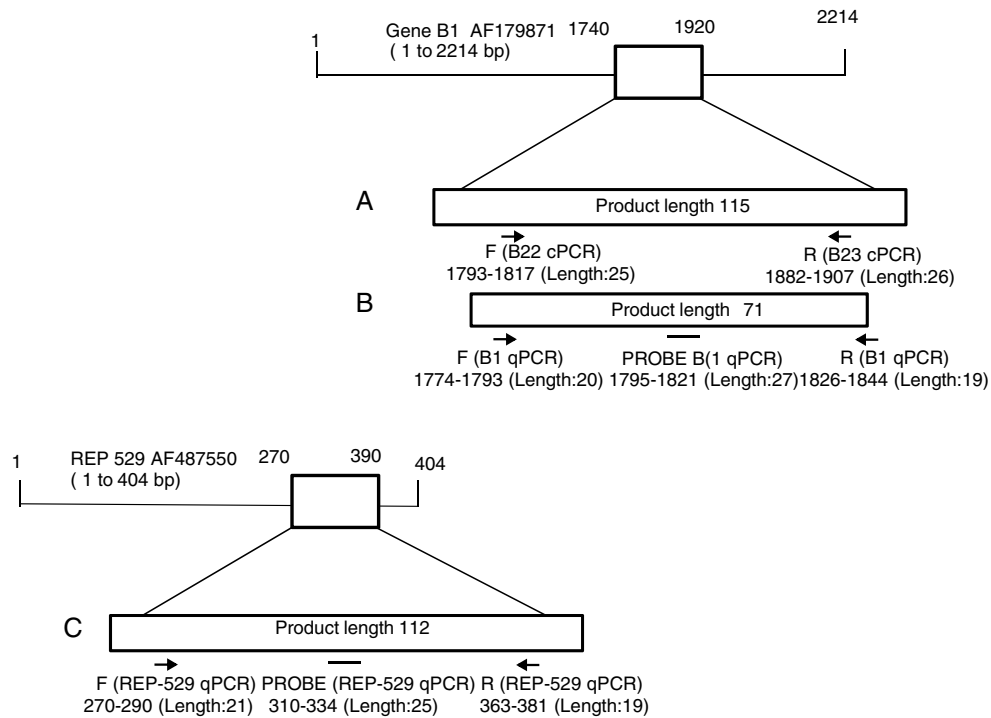 1
Gene B1 AF179871
( 1 to 2214 bp)
1740
1920
2214
A
Product length 115
F (B22 cPCR)
1793-1817 (Length:25)
R (B23 cPCR)
1882-1907 (Length:26)
B
Product length 71
F (B1 qPCR)
1774-1793 (Length:20)
PROBE B(1 qPCR)
1795-1821 (Length:27)
R (B1 qPCR)
1826-1844 (Length:19)
1
REP 529 AF487550
( 1 to 404 bp)
270
390
404
C
Product length 112
F (REP-529 qPCR)
270-290 (Length:21)
PROBE (REP-529 qPCR)
310-334 (Length:25)
R (REP-529 qPCR)
363-381 (Length:19)